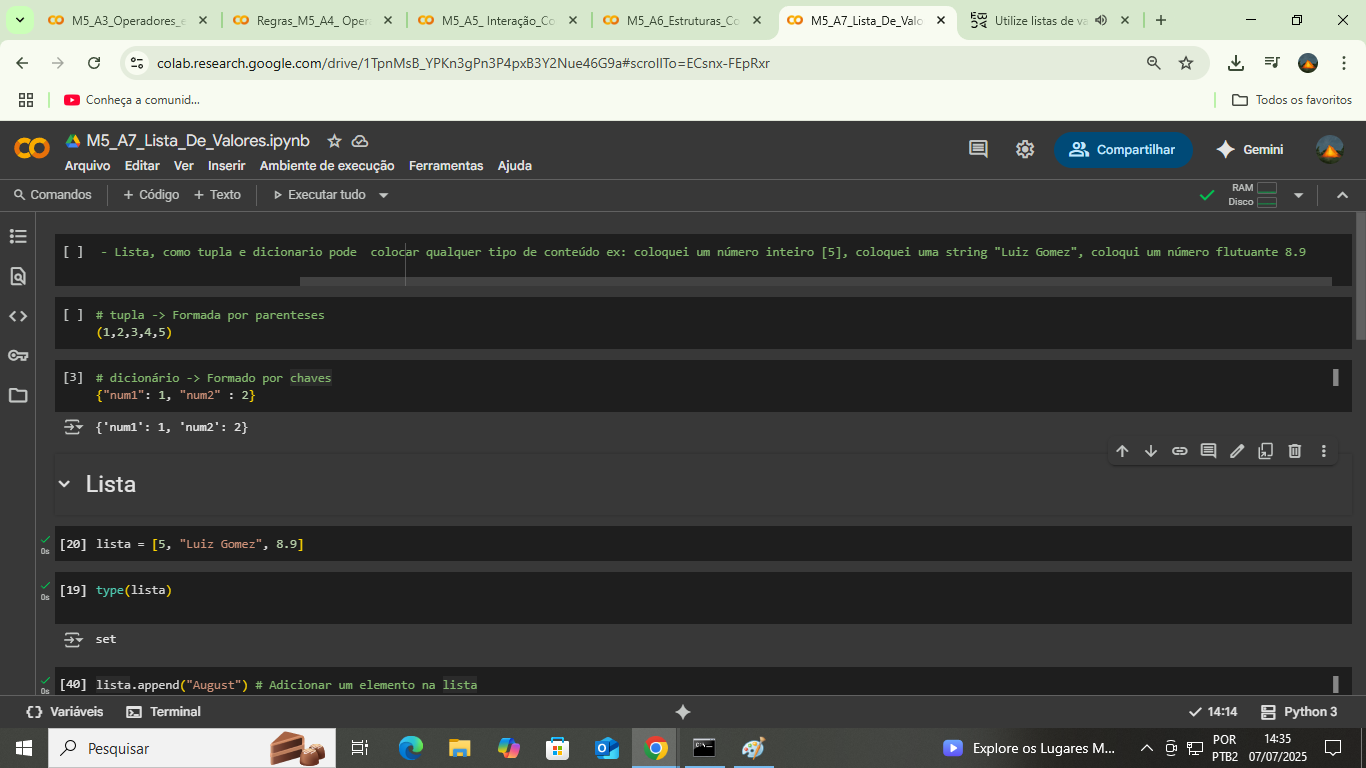 M5_A3_Operadores_e
Regras_M5_A4_ Oper
M5_A5_ Interação_Co
M5_A6_Estruturas_Co
M5_A7_Lista_De_Valo
Utilize listas de va
colab.research.google.com/drive/1TpnMsB_YPKn3gPn3P4pxB3Y2Nue46G9a#scrollTo=ECsnx-FEpRxr
Conheça a comunid...
Todos os favoritos
M5_A7_Lista_De_Valores.ipynb
Arquivo Editar Ver Inserir Ambiente de execução Ferramentas Ajuda
Compartilhar
Gemini
Comandos + Código + Texto Executar tudo
RAM
Disco
[ ] - Lista, como tupla e dicionario pode  colocar qualquer tipo de conteúdo ex: coloquei um número inteiro [5], coloquei uma string "Luiz Gomez", coloqui um número flutuante 8.9
[ ] # tupla -> Formada por parenteses
(1,2,3,4,5)
[3] # dicionário -> Formado por chaves
{"num1": 1, "num2" : 2}
{'num1': 1, 'num2': 2}
Lista
[20] lista = [5, "Luiz Gomez", 8.9]
0s
[19] type(lista)
0s
set
[40] lista.append("August") # Adicionar um elemento na lista
0s
Variáveis Terminal
14:14 Python 3
Pesquisar
Explore os Lugares M...
POR
PTB2
14:35
07/07/2025